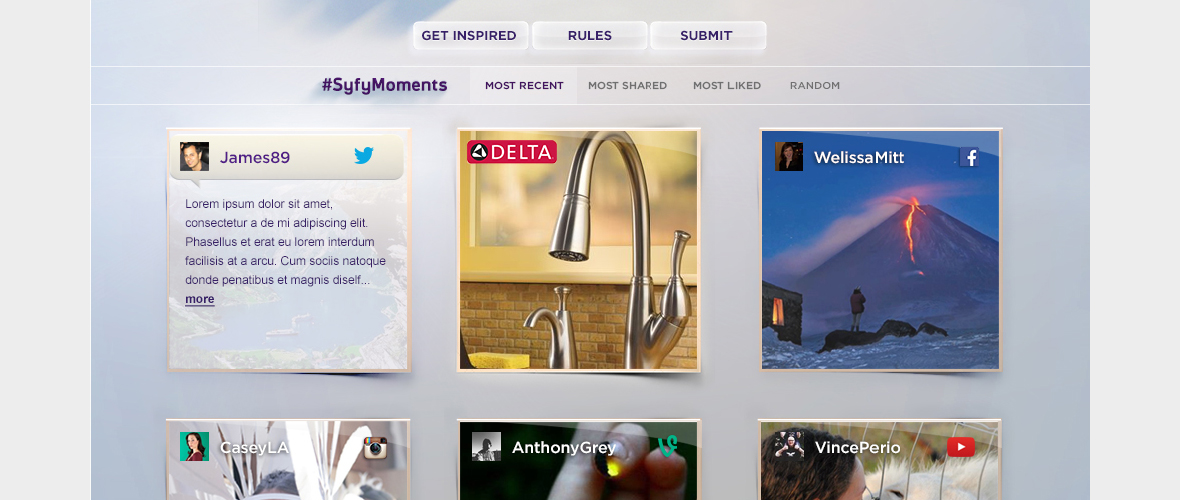 GET INSPIRED
RULES
SUBMIT
#SyfyMoments
MOST RECENT
MOST SHARED
MOST LIKED
RANDOM
James89
Lorem ipsum dolor sit amet,
consectetur a de mi adipiscing elit.
Phasellus et erat eu lorem interdum
facilisis at a arcu. Cum sociis natoque
donde penatibus et magnis diself...
more
DELTA
WelissaMitt
CaseyLA
AnthonyGrey
VincePerio